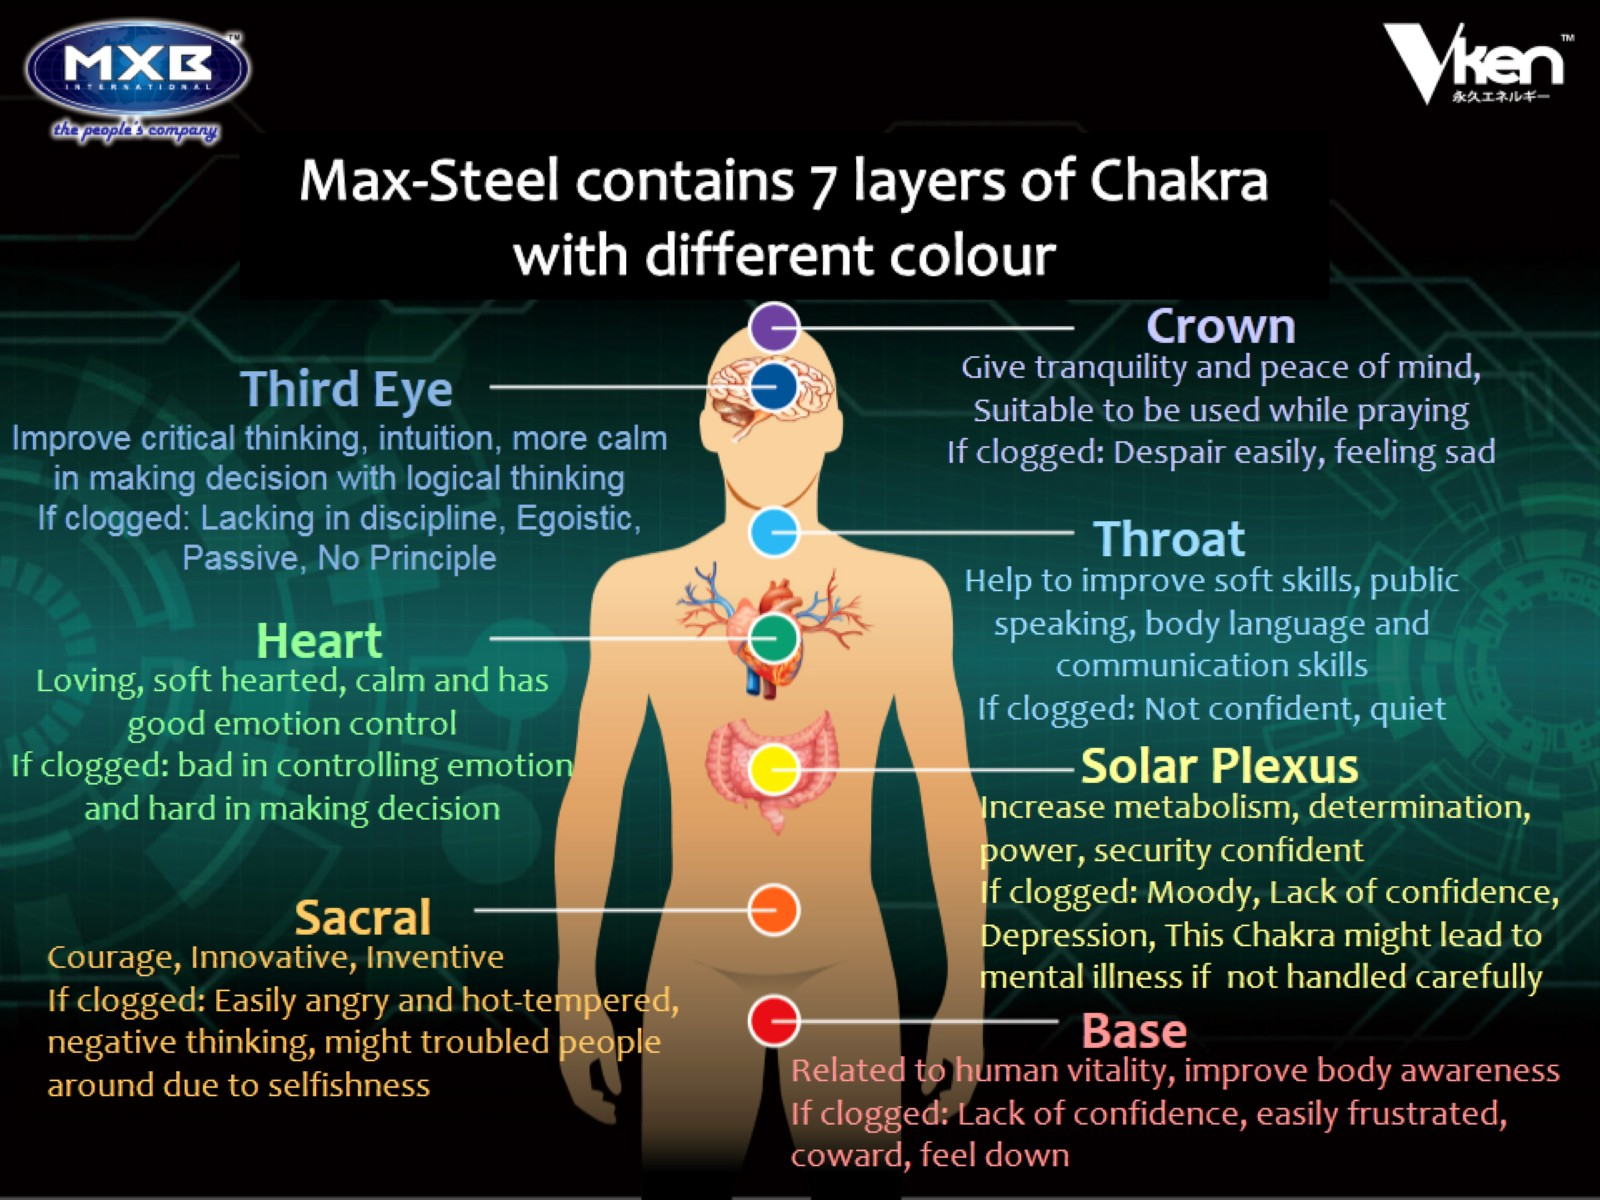 MXB
INTERNATIONAL
the people's company
TM
Vken
TM
永久エネルギー
Max-Steel contains 7 layers of Chakra
with different colour
Crown
Give tranquility and peace of mind,
Suitable to be used while praying
If clogged: Despair easily, feeling sad
Third Eye
Improve critical thinking, intuition, more calm
in making decision with logical thinking
If clogged: Lacking in discipline, Egoistic,
Passive, No Principle
Throat
Help to improve soft skills, public
speaking, body language and
communication skills
If clogged: Not confident, quiet
Heart
Loving, soft hearted, calm and has
good emotion control
If clogged: bad in controlling emotion
and hard in making decision
Solar Plexus
Increase metabolism, determination,
power, security confident
If clogged: Moody, Lack of confidence,
Depression, This Chakra might lead to
mental illness if not handled carefully
Sacral
Courage, Innovative, Inventive
If clogged: Easily angry and hot-tempered,
negative thinking, might troubled people
around due to selfishness
Base
Related to human vitality, improve body awareness
If clogged: Lack of confidence, easily frustrated,
coward, feel down